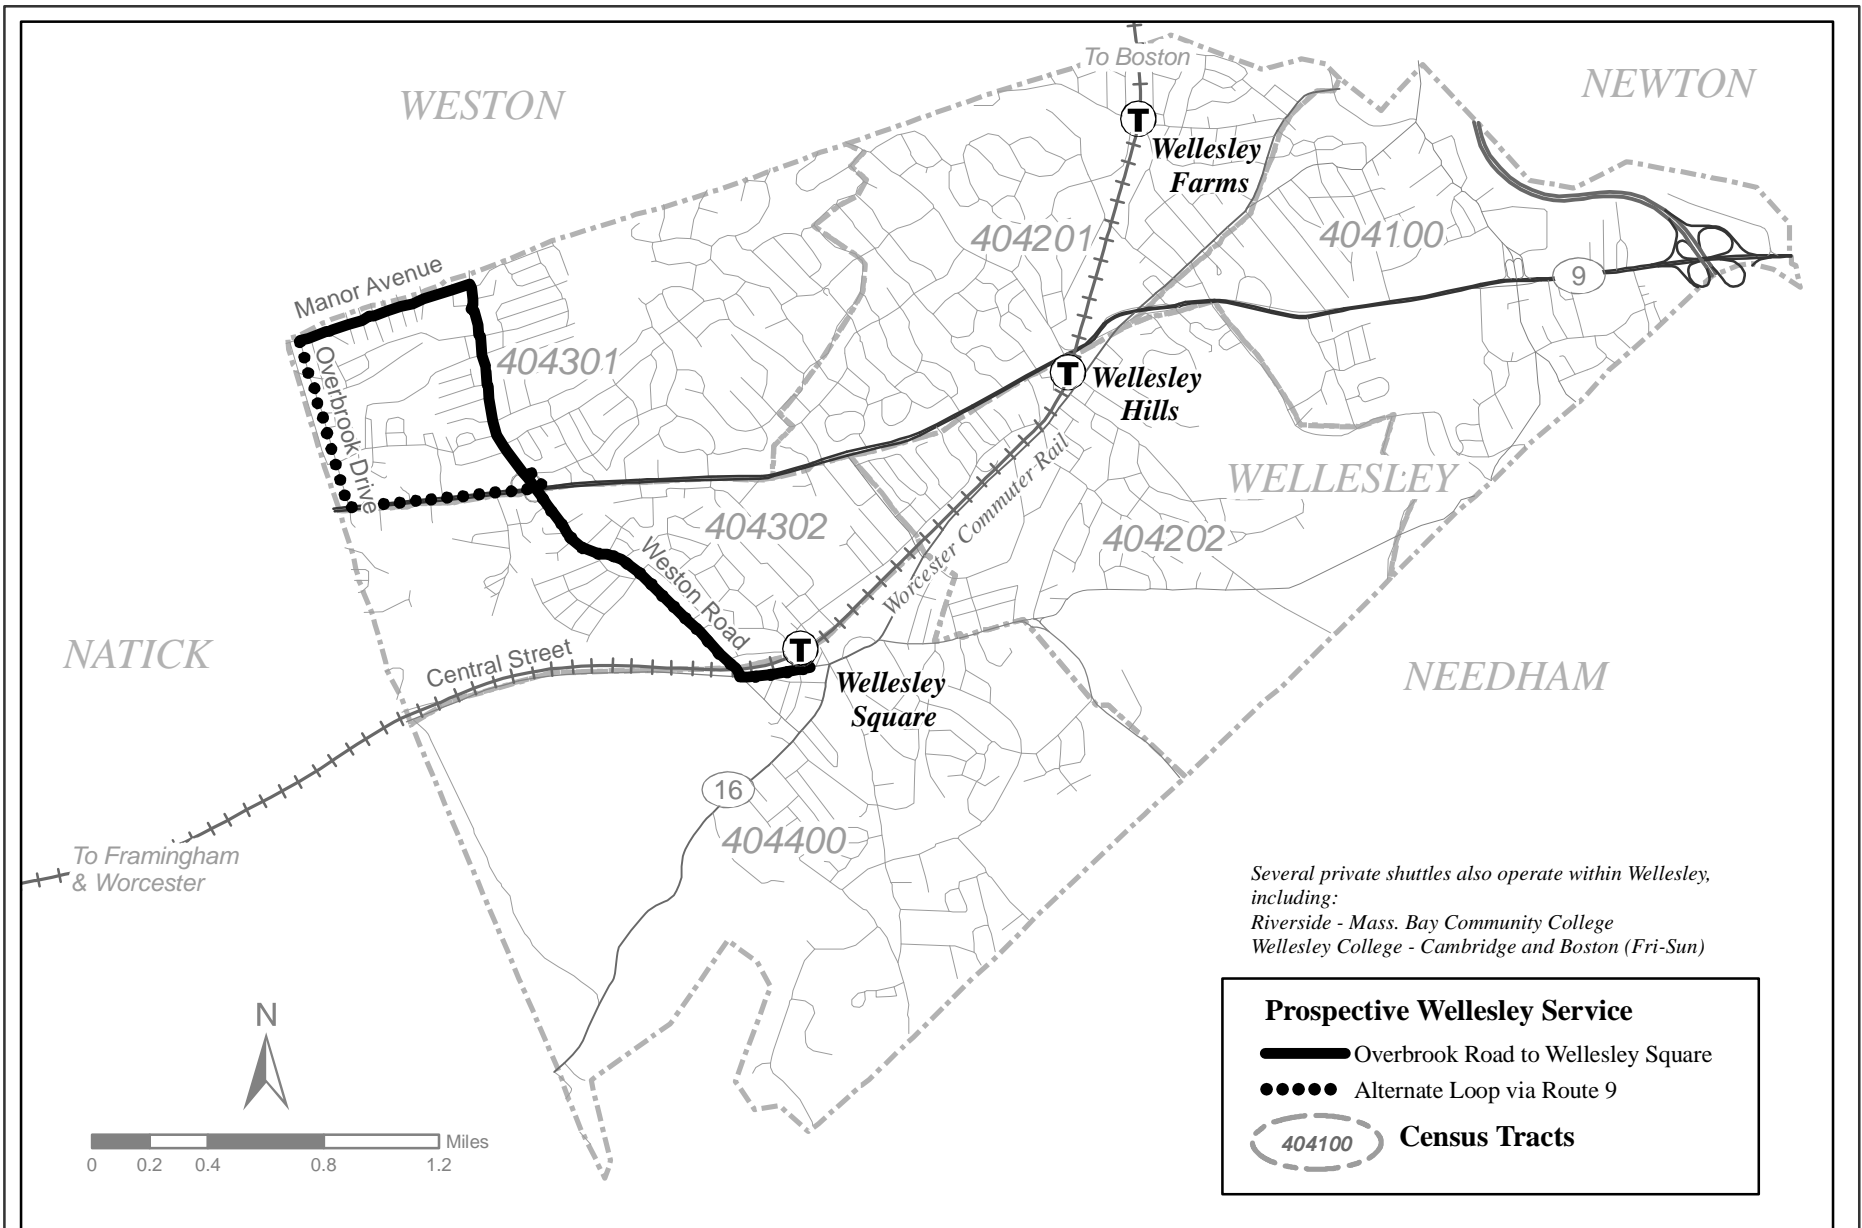 To Boston
WESTON
NEWTON
T
Wellesley
Farms
404201
404100
9
Manor Avenue
Overbrook Drive
404301
T
Wellesley
Hills
WELLESLEY
404302
404202
Worcester Commuter Rail
Weston Road
NATICK
Central Street
T
Wellesley
Square
NEEDHAM
16
404400
To Framingham
& Worcester
Several private shuttles also operate within Wellesley,
including:
Riverside - Mass. Bay Community College
Wellesley College - Cambridge and Boston (Fri-Sun)
N
Miles
0 0.2 0.4 0.8 1.2
Prospective Wellesley Service
Overbrook Road to Wellesley Square
Alternate Loop via Route 9
404100
Census Tracts